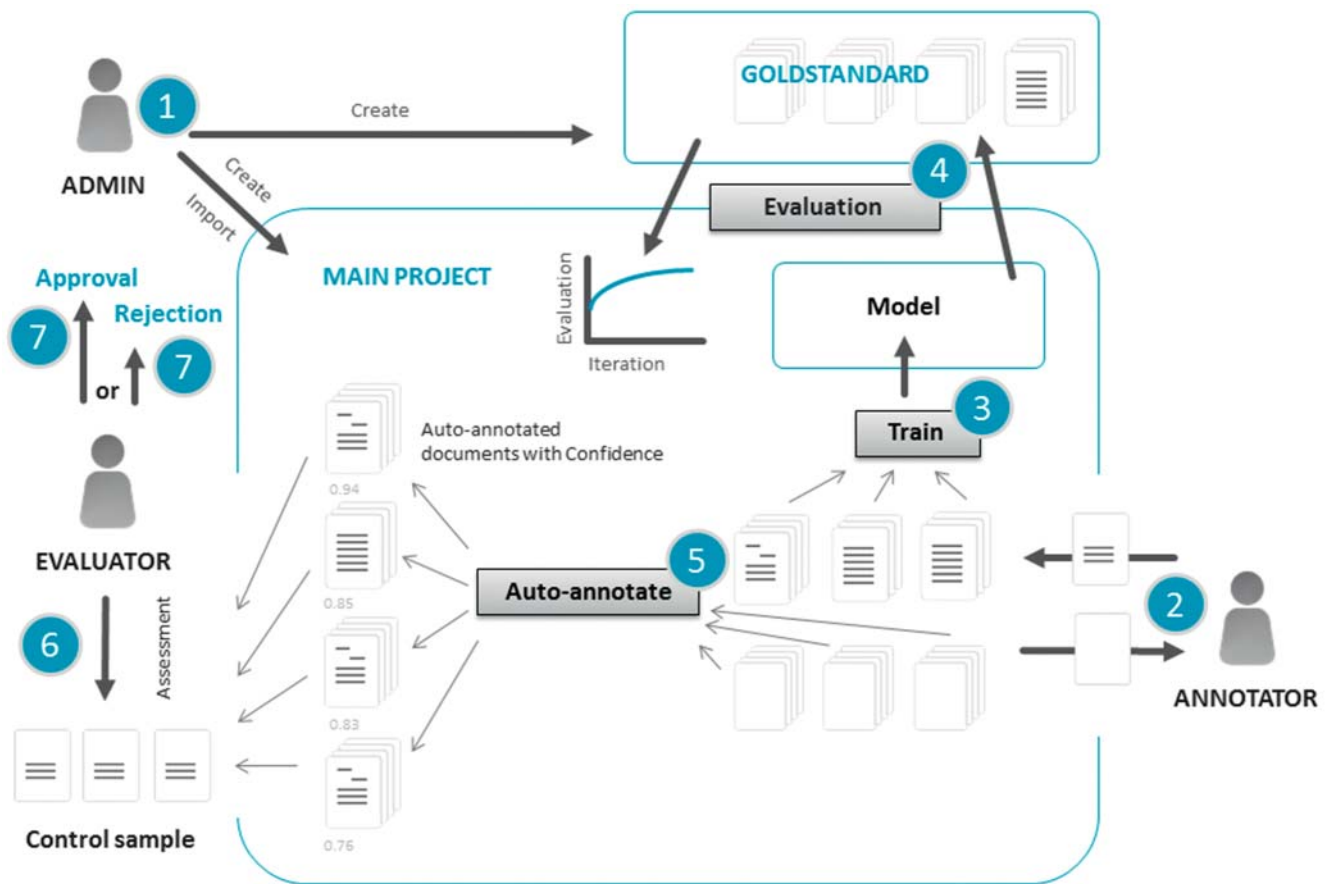 GOLDSTANDARD
1
Create
ADMIN
Create
Import
4
Evaluation
MAIN PROJECT
Approval
Rejection
7
7
or
Evaluation
Iteration
Model
3
Train
Auto-annotated
documents with Confidence
0.94
EVALUATOR
5
Auto-annotate
0.85
2
6
Assessment
ANNOTATOR
0.83
Control sample
0.76